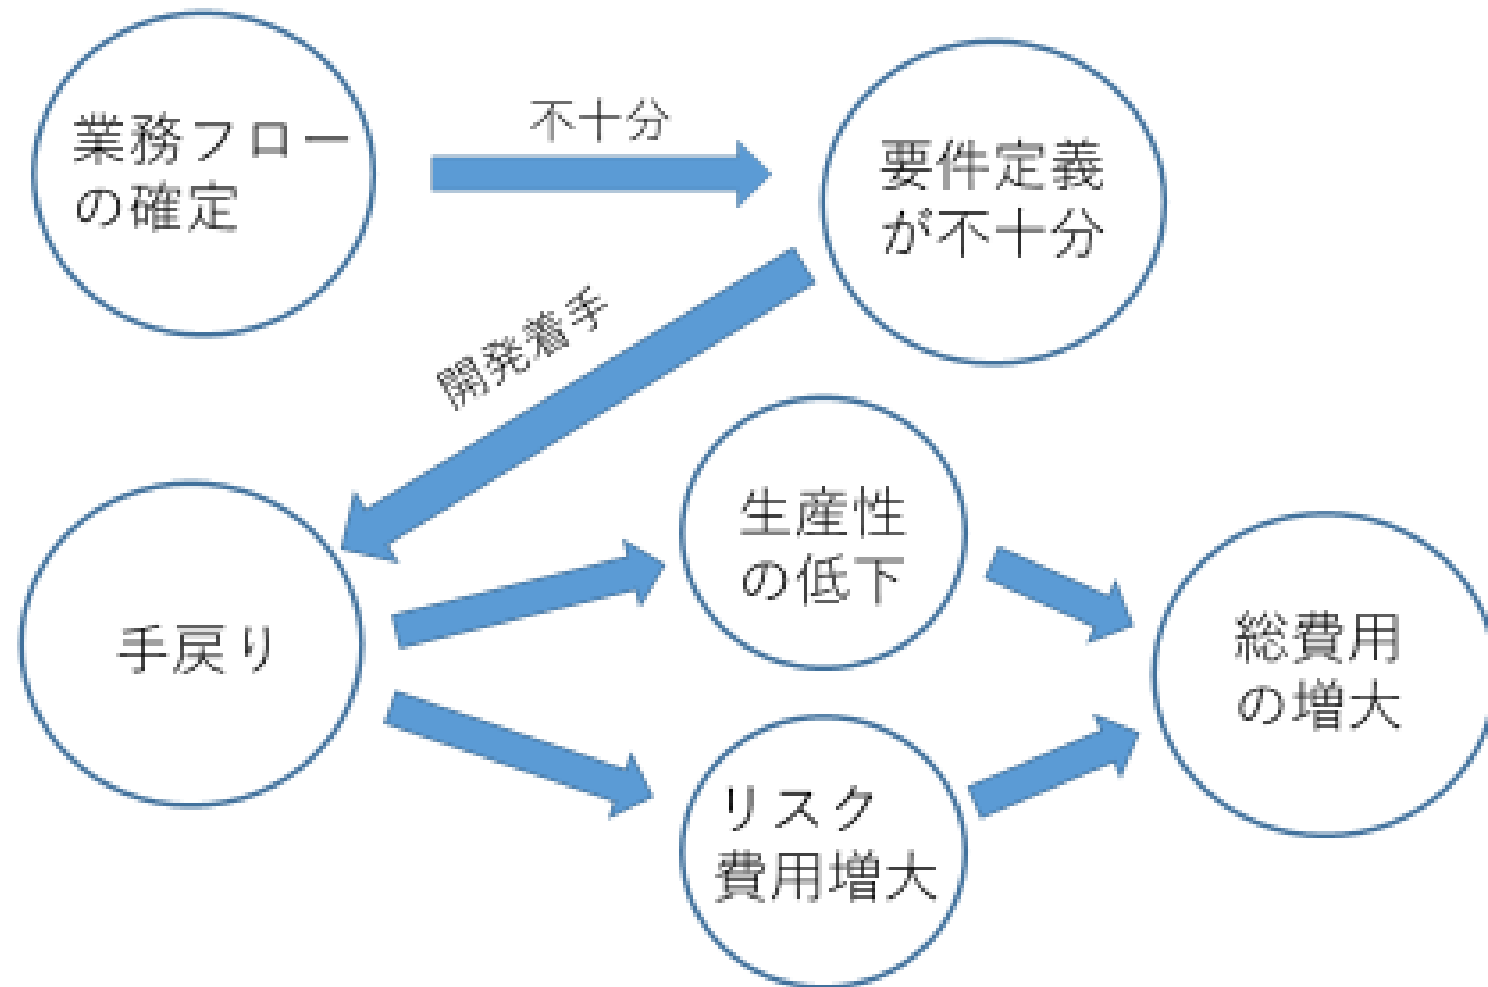 業務フロー
の確定
不十分
要件定義
が不十分
開発着手
手戻り
生産性
の低下
リスク
費用増大
総費用
の増大